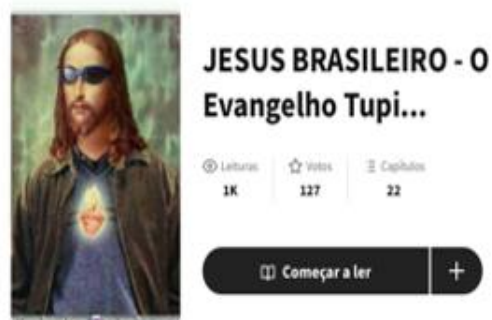 JESUS BRASILEIRO - O
Evangelho Tupi...
Leituras
1K
Votos
127
Capítulos
22
Começar a ler